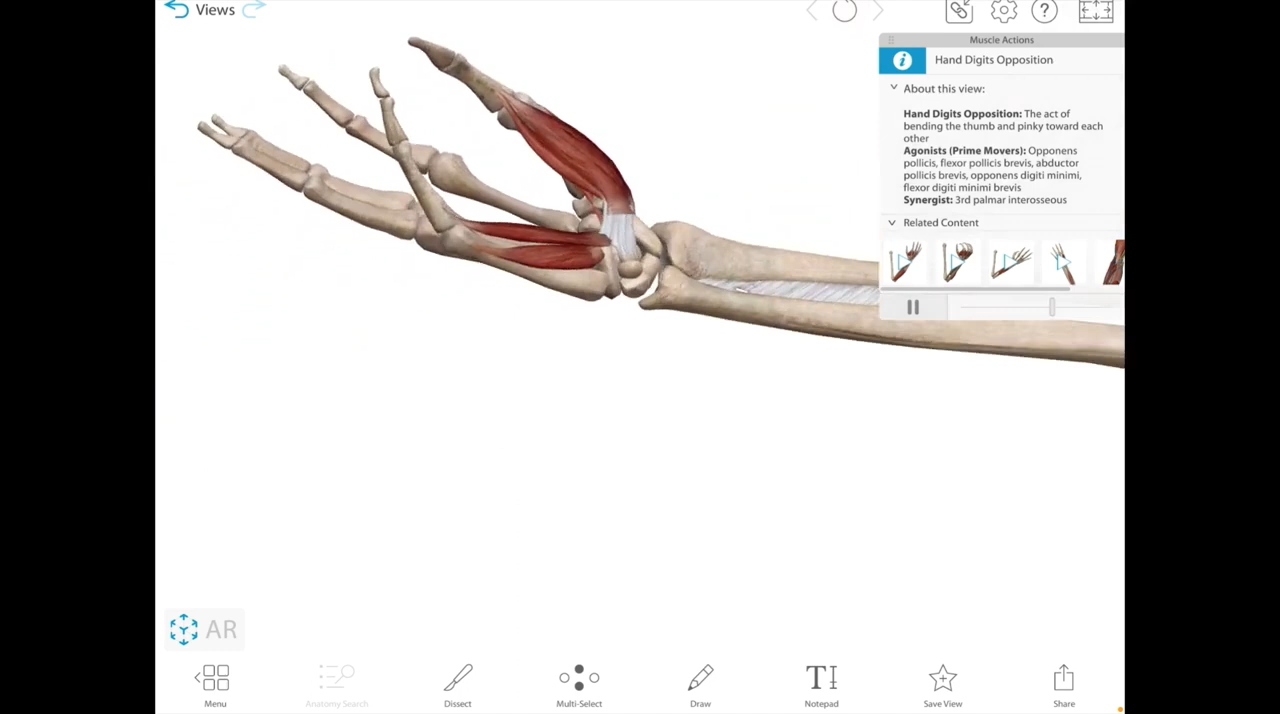 Views
Muscle Actions
Hand Digits Opposition
About this view:
Hand Digits Opposition: The act of
bending the thumb and pinky toward each
other
Agonists (Prime Movers): Opponens
pollicis, flexor pollicis brevis, abductor
pollicis brevis, opponens digiti minimi,
flexor digiti minimi brevis
Synergist: 3rd palmar interosseous
Related Content
AR
Menu
Anatomy Search
Dissect
Multi-Select
Draw
Notepad
Save View
Share